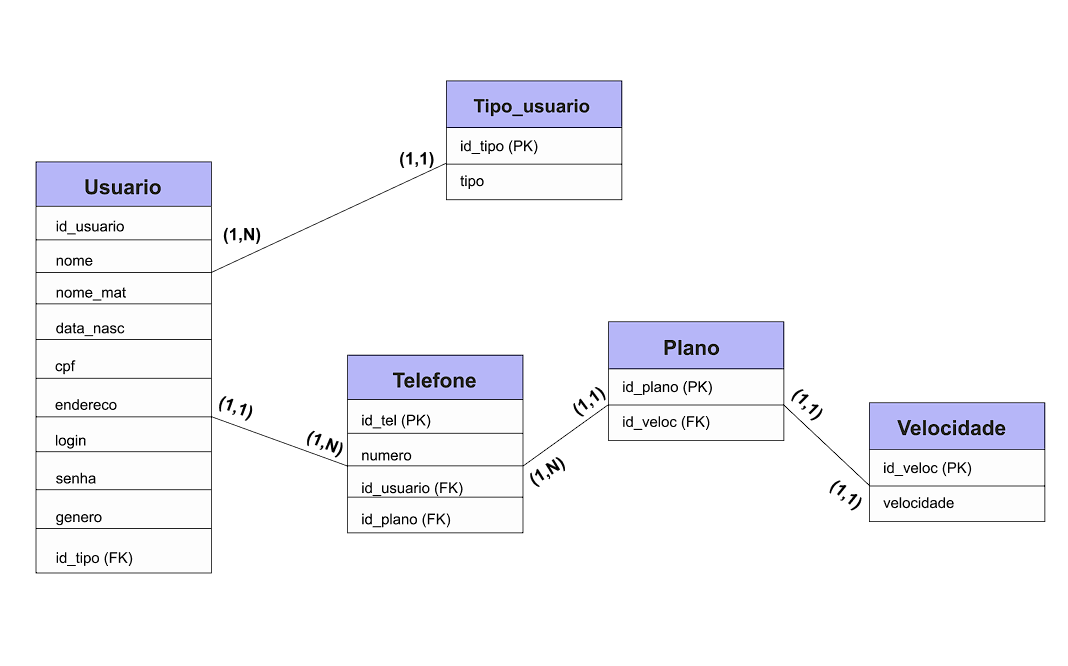 Tipo_usuario
id_tipo (PK)
tipo
(1,1)
(1,N)
Usuario
id_usuario
nome
nome_mat
data_nasc
cpf
endereco
login
senha
genero
id_tipo (FK)
(1,1)
(1,N)
Telefone
id_tel (PK)
numero
id_usuario (FK)
id_plano (FK)
(1,1)
(1,N)
Plano
id_plano (PK)
id_veloc (FK)
(1,1)
(1,1)
Velocidade
id_veloc (PK)
velocidade